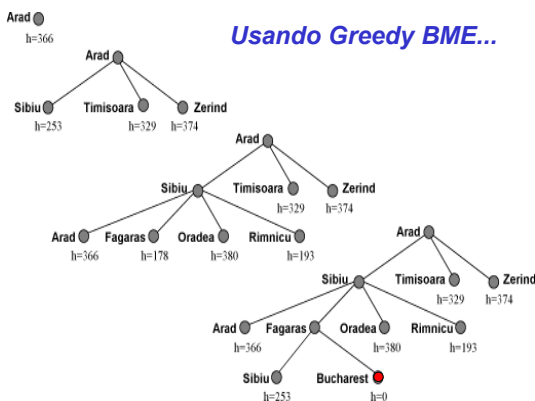 Arad
h=366
Usando Greedy BME...
Arad
Sibiu Timisoara Zerind
h=253 h=329 h=374
Arad
Sibiu Timisoara Zerind
h=329 h=374
Arad Fagaras Oradea Rimnicu
h=366 h=178 h=380 h=193
Arad
Sibiu Timisoara Zerind
h=329 h=374
Arad Fagaras Oradea Rimnicu
h=366 h=380 h=193
Sibiu Bucharest
h=253 h=0